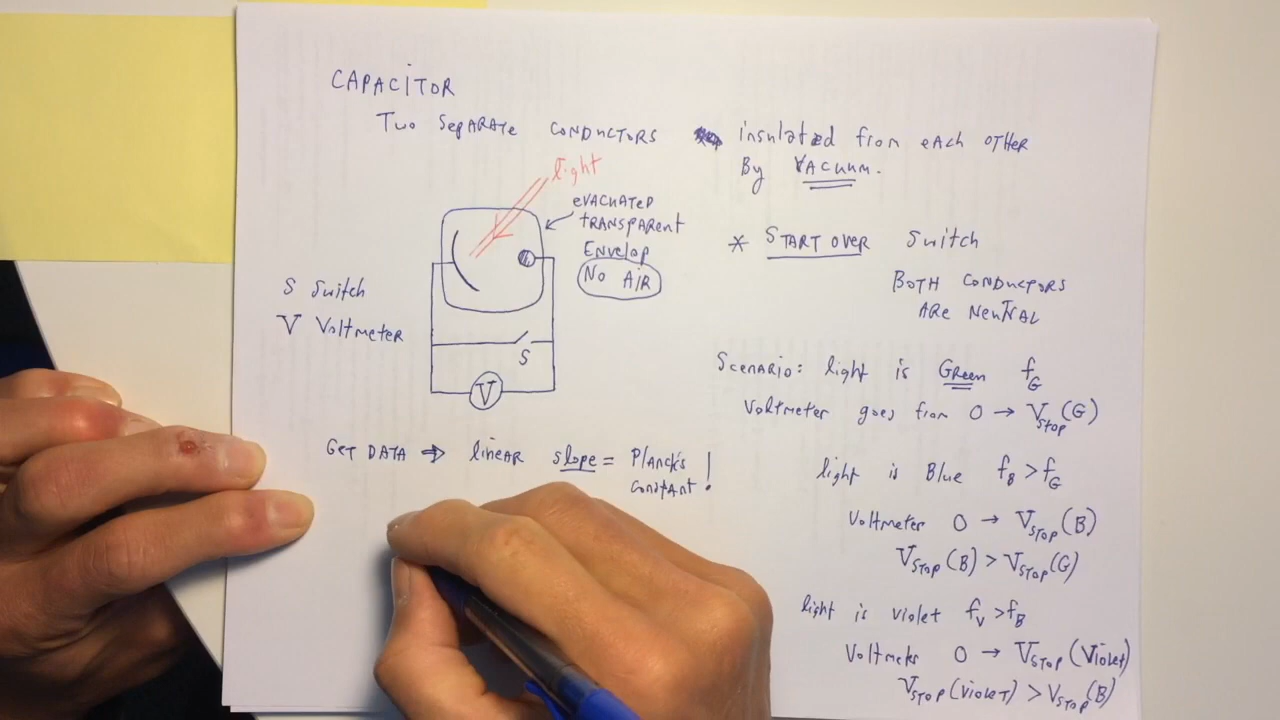 CAPACITOR
Two Separate CONDUCTORS insulated from each other
By VACUUM.
light
EVACUATED
TRANSPARENT
Envelop
No AiR
S Switch
V Voltmeter
S
V
* START OVER Switch
BOTH CONDUCTORS
ARE NEUTRAL
Scenario: light is Green f_G
Voltmeter goes from 0 → V_Stop(G)
GET DATA → linear slope = Planck's
constant!
light is Blue f_B > f_G
Voltmeter 0 → V_STOP(B)
V_STOP(B) > V_STOP(G)
light is violet f_V > f_B
Voltmeter 0 → V_STOP(Violet)
V_STOP(violet) > V_STOP(B)